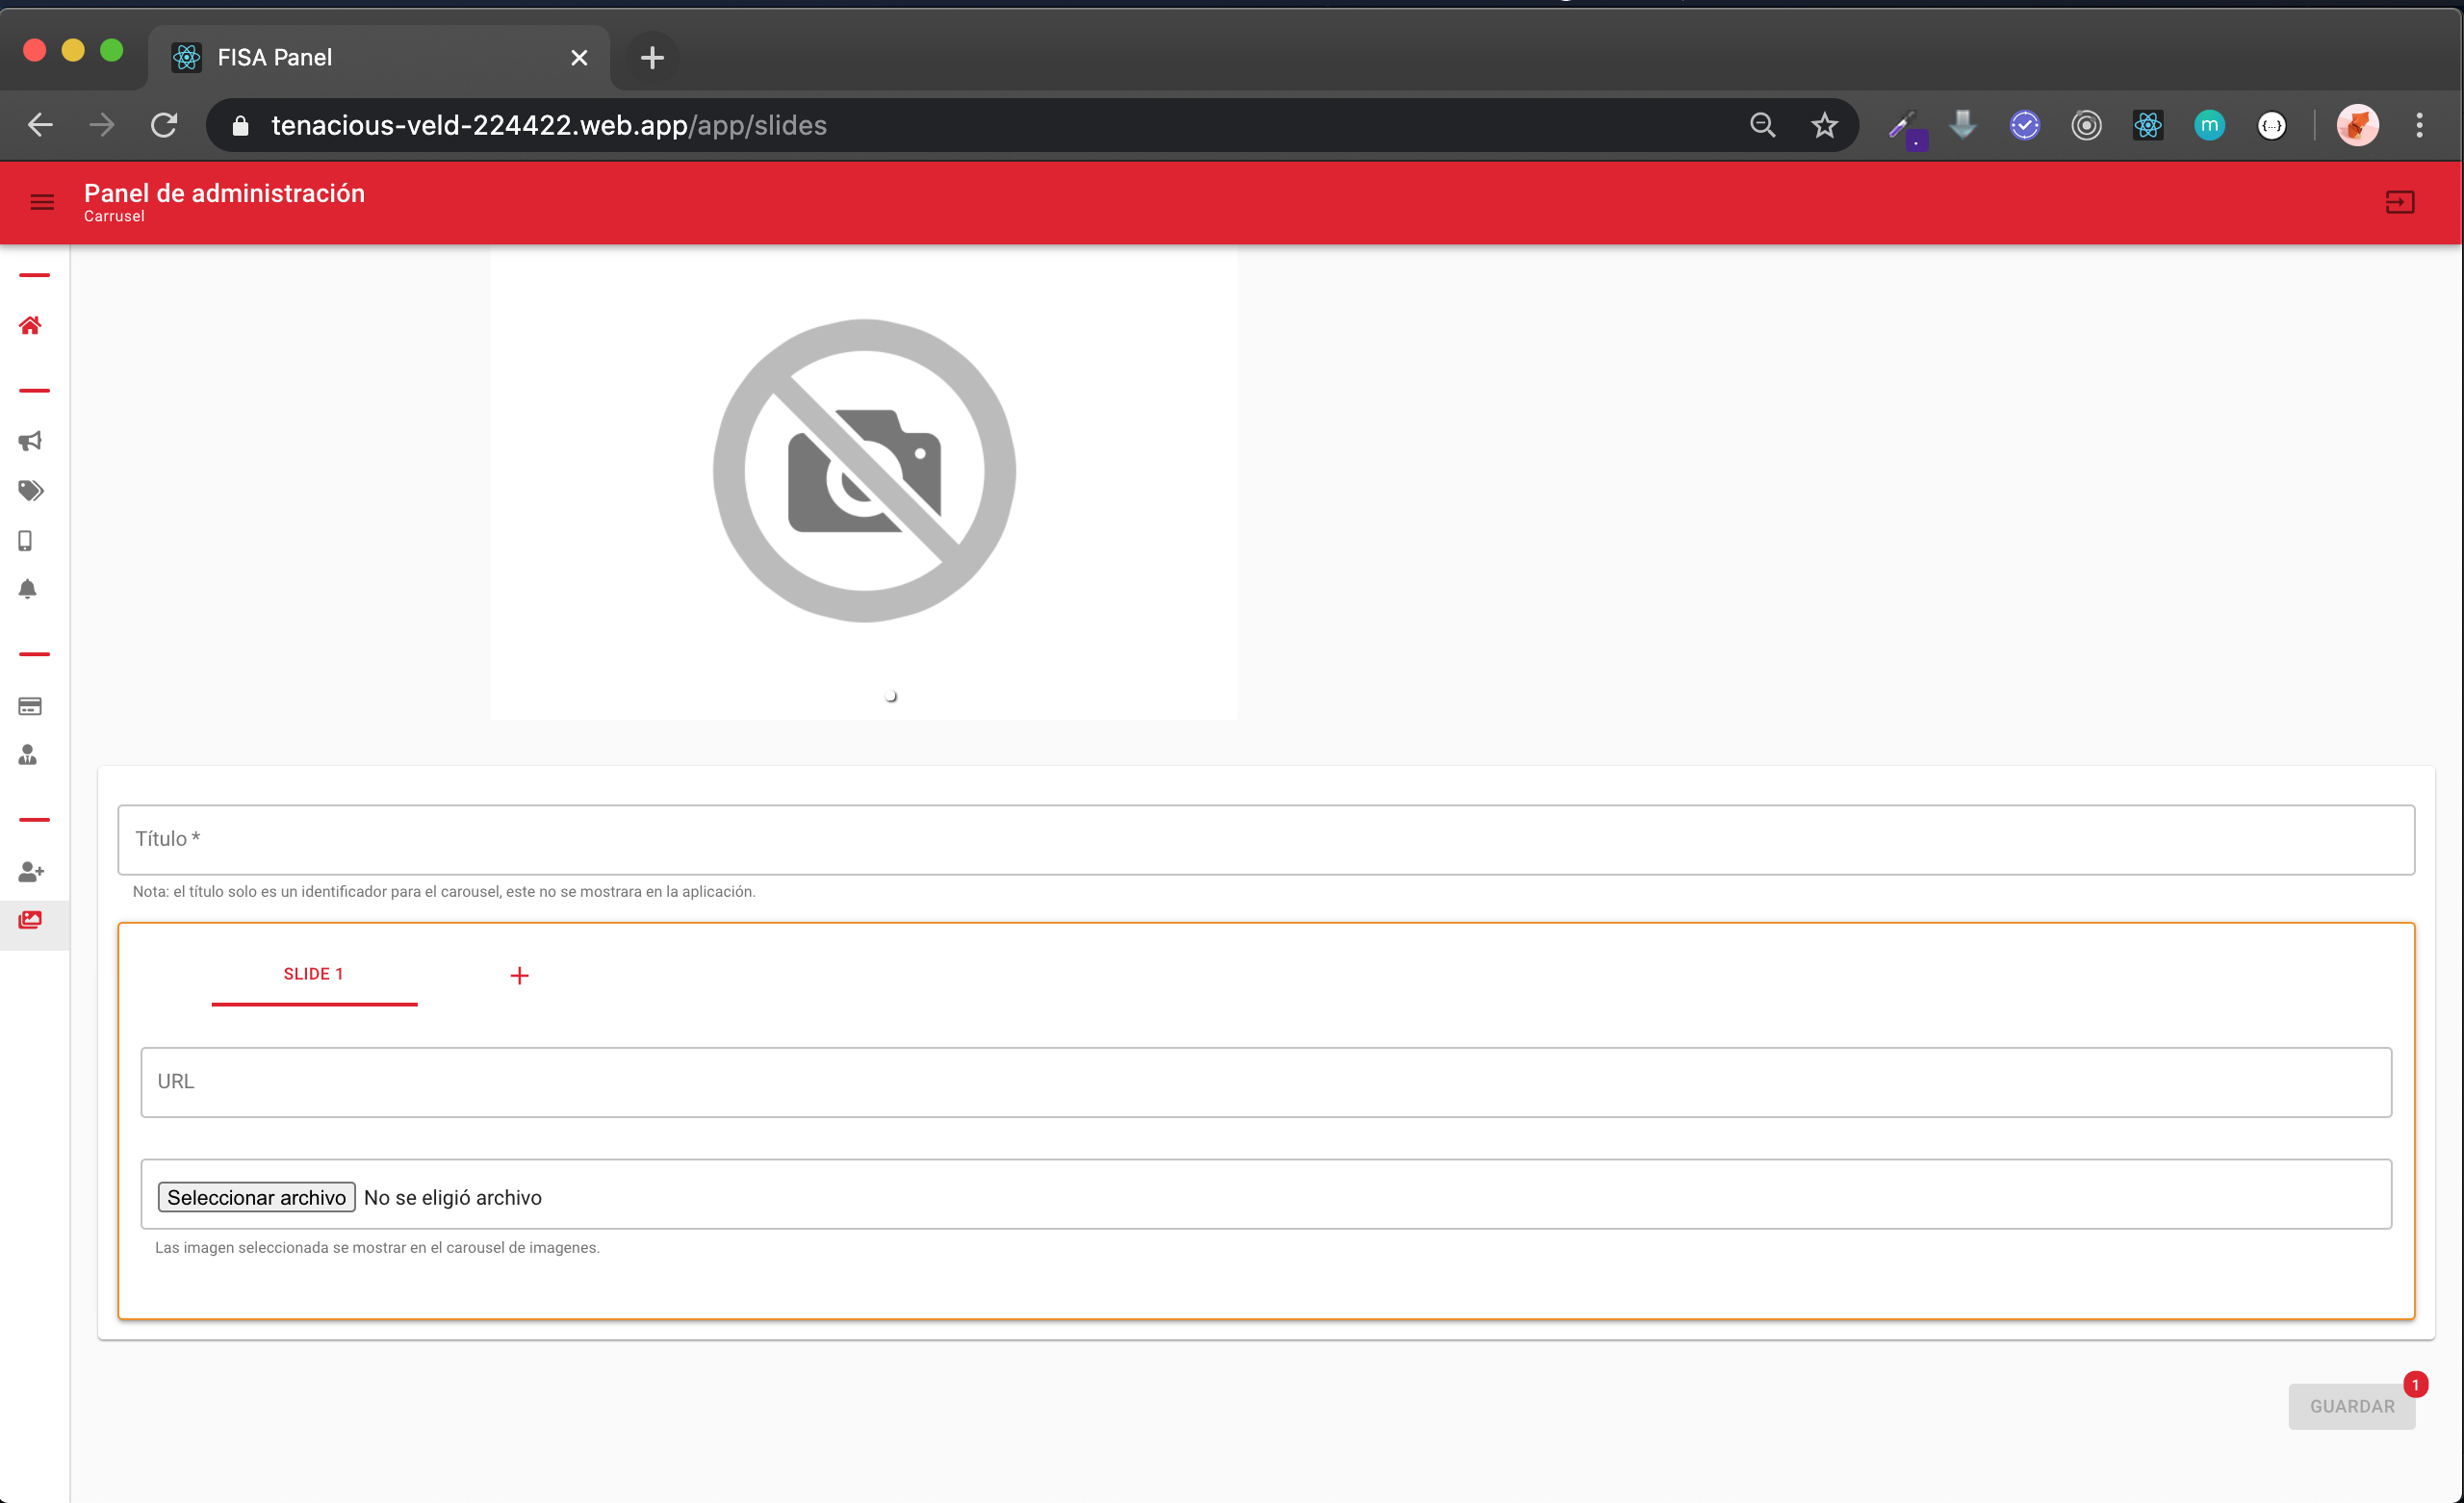 FISA Panel
tenacious-veld-224422.web.app/app/slides
m
{...}
Panel de administración
Carrusel
Título *
Nota: el título solo es un identificador para el carousel, este no se mostrara en la aplicación.
SLIDE 1
+
URL
Seleccionar archivo No se eligió archivo
Las imagen seleccionada se mostrar en el carousel de imagenes.
1
GUARDAR